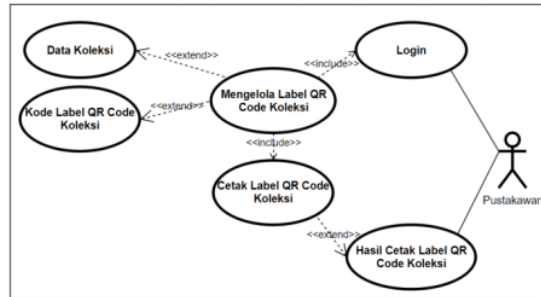 Data Koleksi
<<extend>>
Login
<<include>>
Mengelola Label QR
Code Koleksi
Kode Label QR Code
Koleksi
<<extend>>
<<include>>
Cetak Label QR Code
Koleksi
Pustakawan
<<extend>>
Hasil Cetak Label QR
Code Koleksi